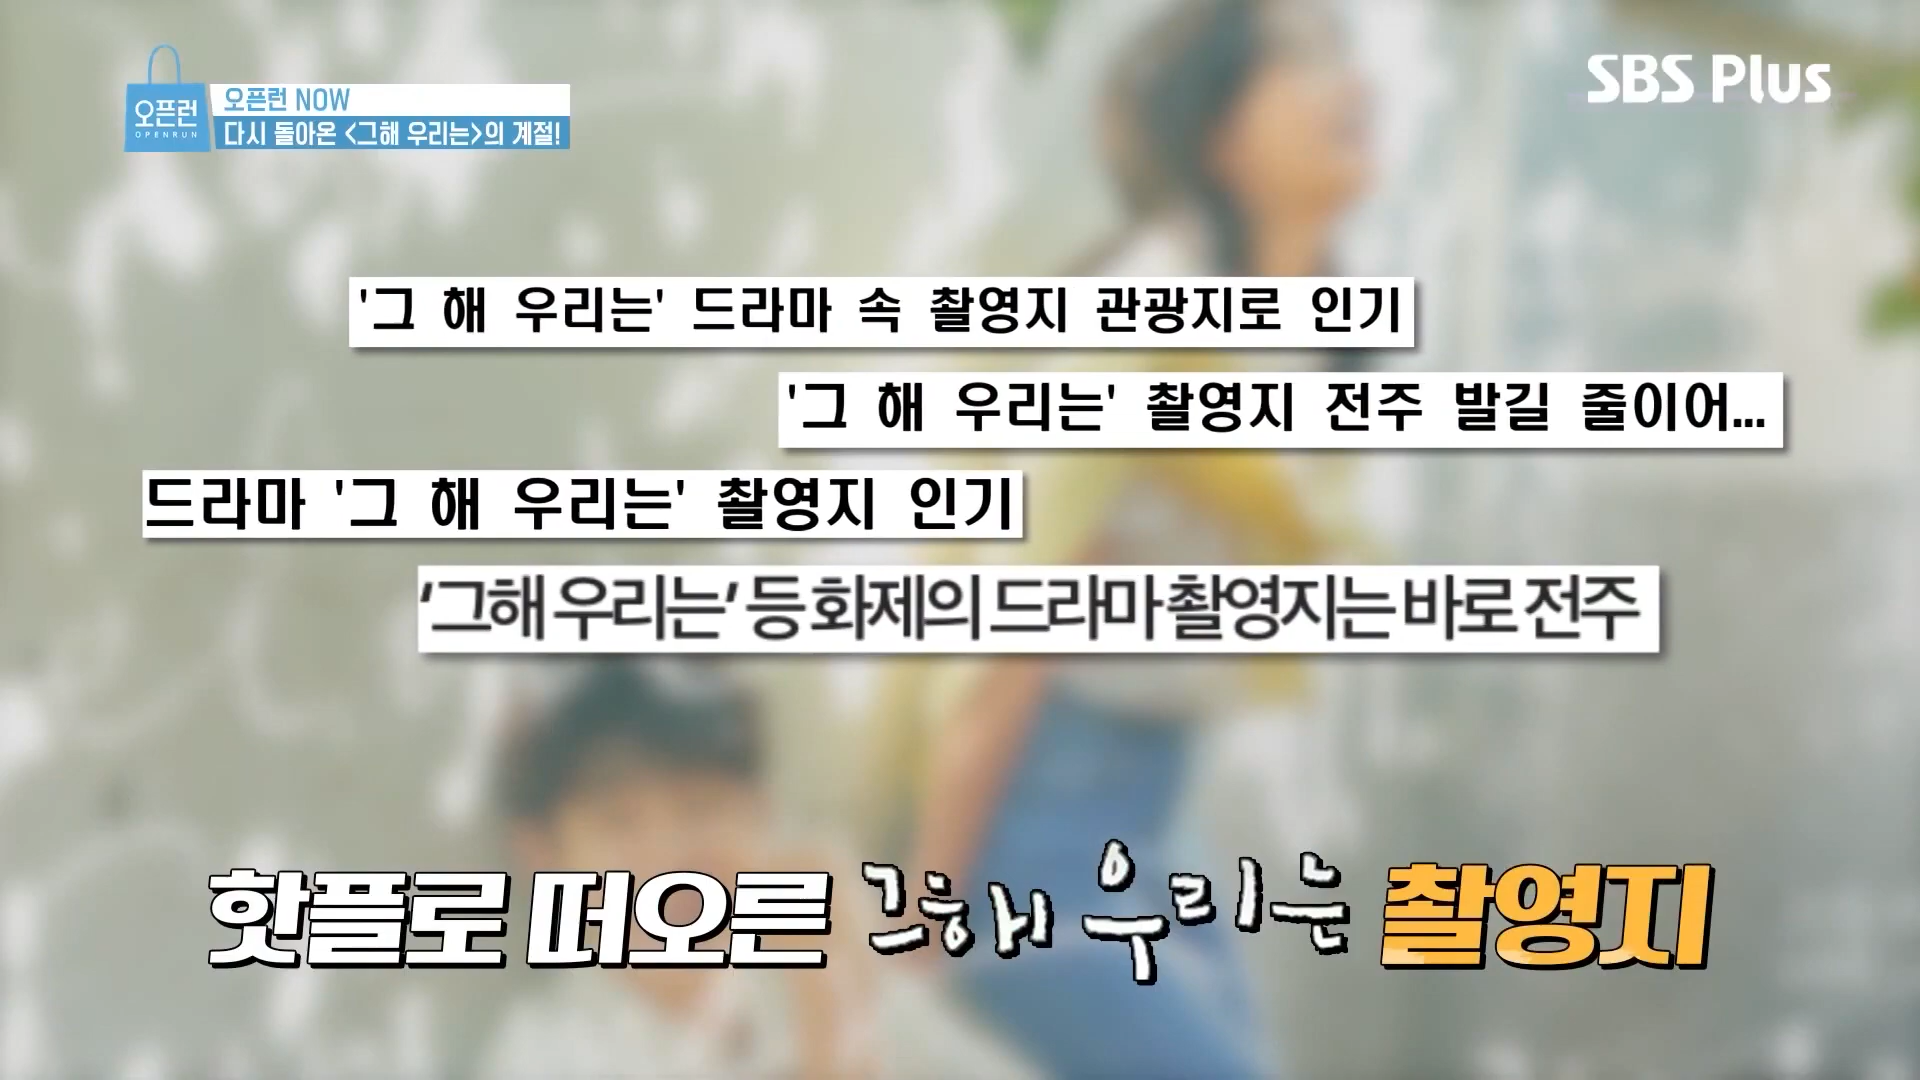 오픈런
OPENRUN
오픈런 NOW
다시 돌아온 <그해 우리는>의 계절!
SBS Plus
'그 해 우리는' 드라마 속 촬영지 관광지로 인기
'그 해 우리는' 촬영지 전주 발길 줄이어...
드라마 '그 해 우리는' 촬영지 인기
‘그해 우리는’ 등 화제의 드라마 촬영지는 바로 전주
핫플로 떠오른 그해 우리는 촬영지